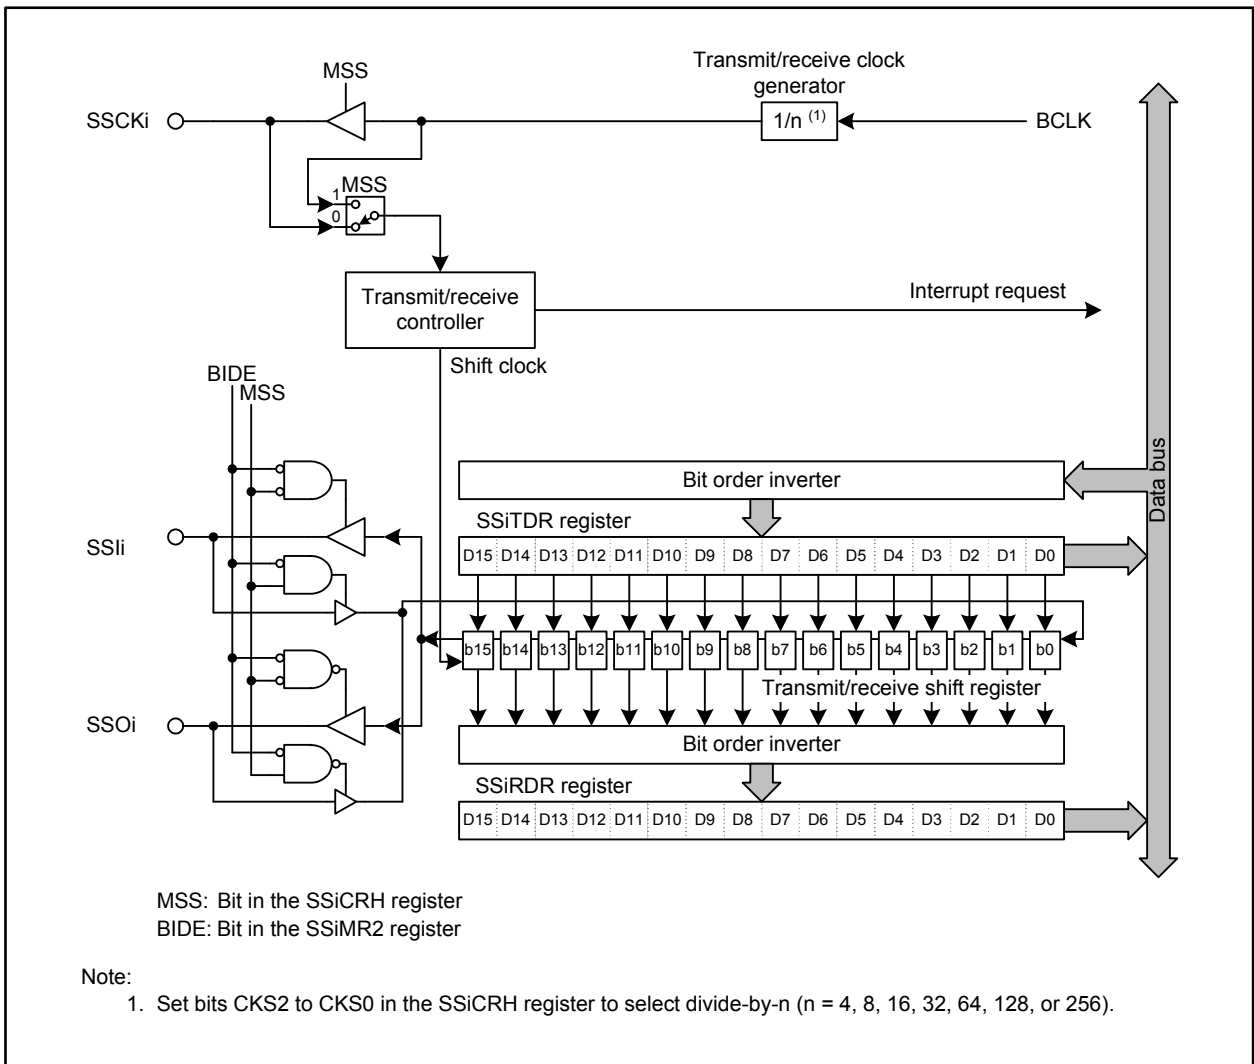 Transmit/receive clock
generator
MSS
SSCKi
1/n (1)
BCLK
MSS
1
0
Transmit/receive
controller
Interrupt request
Shift clock
BIDE
MSS
Data bus
Bit order inverter
SSiTDR register
SSIi
D15 D14 D13 D12 D11 D10 D9 D8 D7 D6 D5 D4 D3 D2 D1 D0
b15 b14 b13 b12 b11 b10 b9 b8 b7 b6 b5 b4 b3 b2 b1 b0
Transmit/receive shift register
SSOi
Bit order inverter
SSiRDR register
D15 D14 D13 D12 D11 D10 D9 D8 D7 D6 D5 D4 D3 D2 D1 D0
MSS: Bit in the SSiCRH register
BIDE: Bit in the SSiMR2 register
Note:
1. Set bits CKS2 to CKS0 in the SSiCRH register to select divide-by-n (n = 4, 8, 16, 32, 64, 128, or 256).